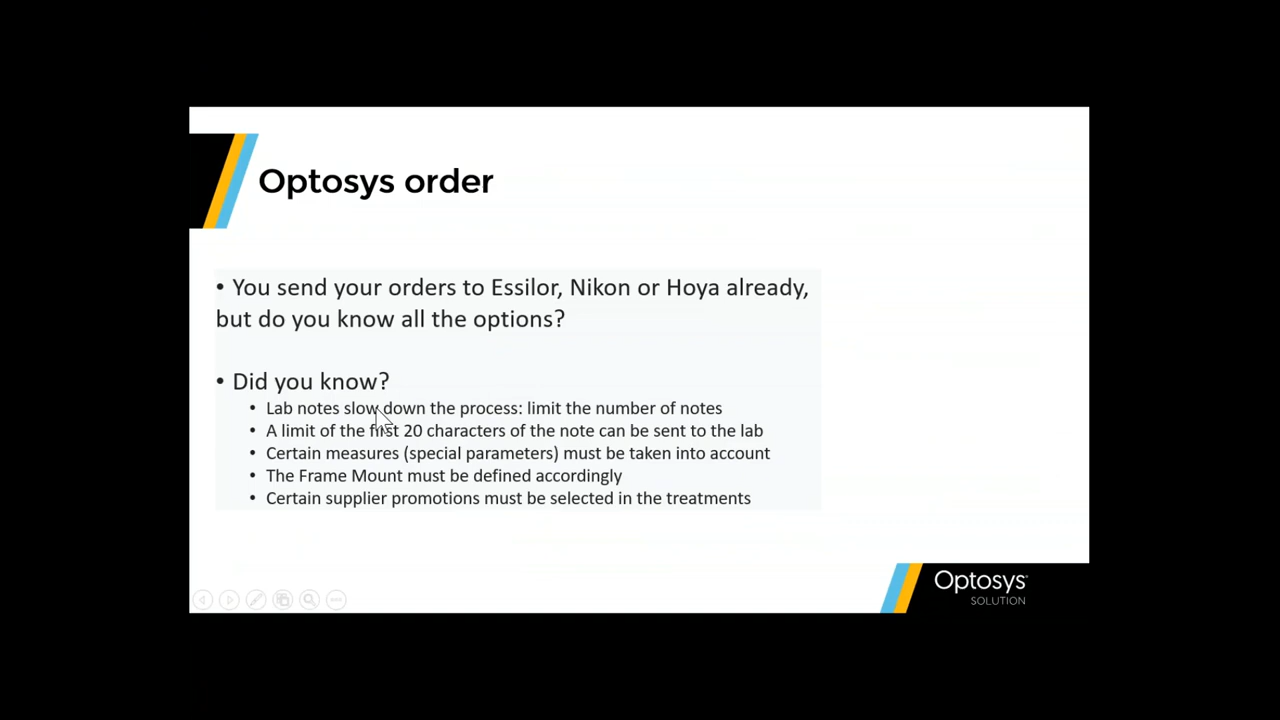 Optosys order
• You send your orders to Essilor, Nikon or Hoya already,
but do you know all the options?
• Did you know?
• Lab notes slow down the process: limit the number of notes
• A limit of the first 20 characters of the note can be sent to the lab
• Certain measures (special parameters) must be taken into account
• The Frame Mount must be defined accordingly
• Certain supplier promotions must be selected in the treatments
Optosys
SOLUTION